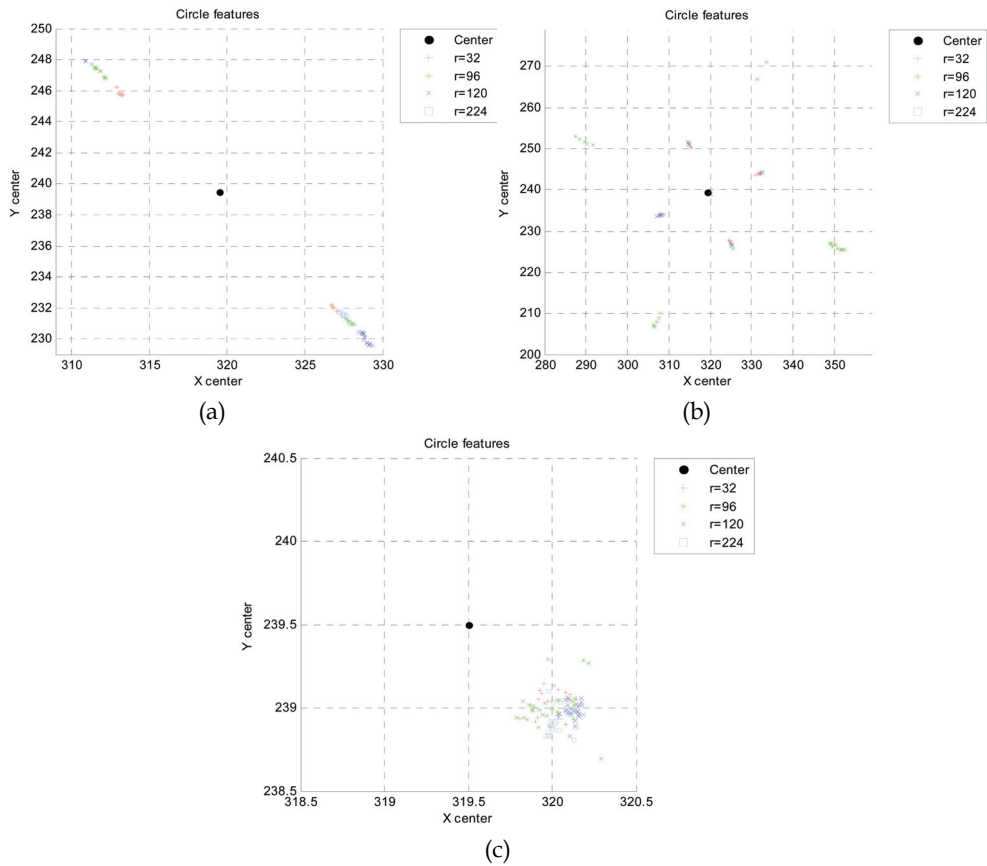 Circle features
250
248
246
244
242
240
238
236
234
232
230
Y center
310
315
320
325
330
X center
Center
r=32
r=96
r=120
r=224
(a)
Circle features
270
260
250
240
230
220
210
200
Y center
280
290
300
310
320
330
340
350
X center
Center
r=32
r=96
r=120
r=224
(b)
Circle features
240.5
240
239.5
239
238.5
Y center
318.5
319
319.5
320
320.5
X center
Center
r=32
r=96
r=120
r=224
(c)